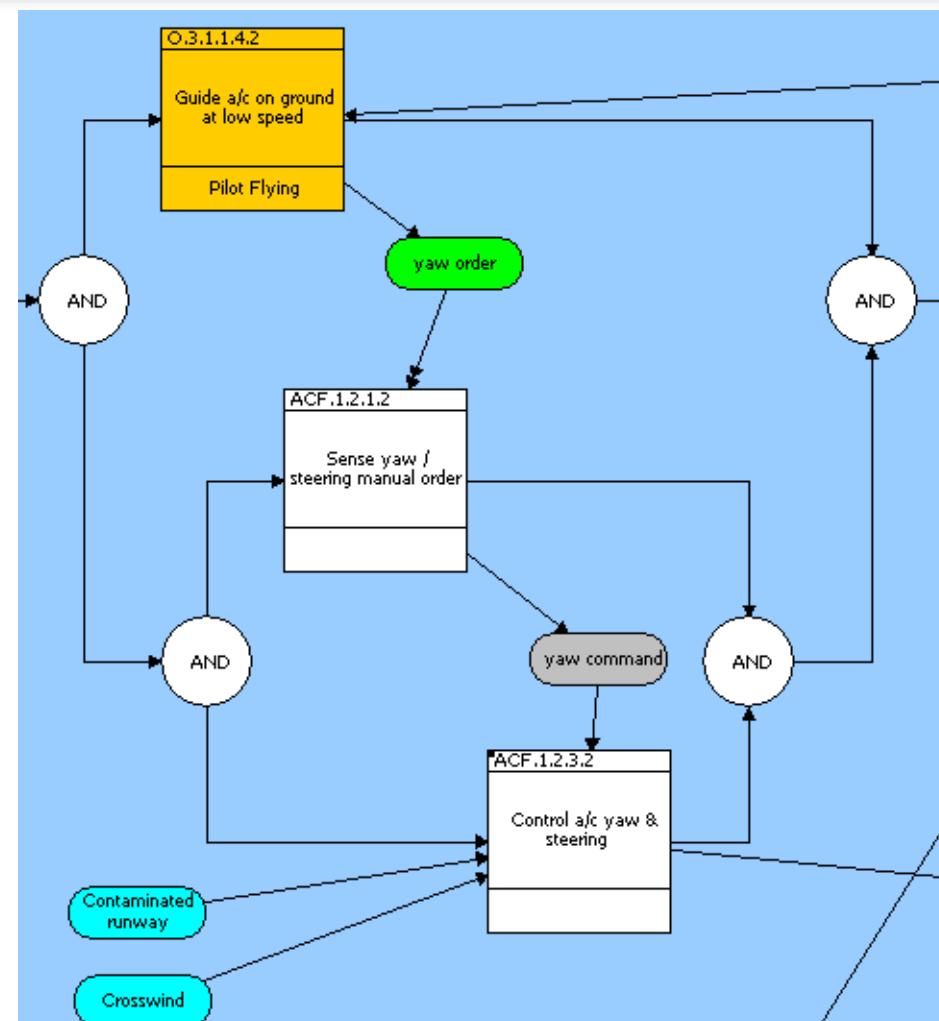 O.3.1.1.4.2
Guide a/c on ground
at low speed
Pilot Flying
yaw order
AND
AND
ACF.1.2.1.2
Sense yaw /
steering manual order
AND
yaw command
AND
ACF.1.2.3.2
Control a/c yaw &
steering
Contaminated
runway
Crosswind